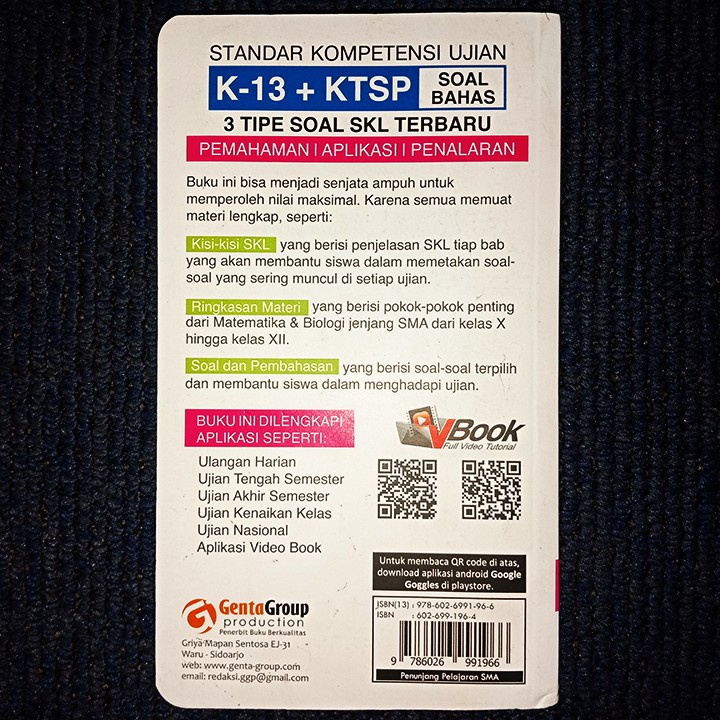 STANDAR KOMPETENSI UJIAN
K-13 + KTSP
SOAL
BAHAS
3 TIPE SOAL SKL TERBARU
PEMAHAMAN | APLIKASI | PENALARAN
Buku ini bisa menjadi senjata ampuh untuk
memperoleh nilai maksimal. Karena semua memuat
materi lengkap, seperti:
Kisi-kisi SKL yang berisi penjelasan SKL tiap bab
yang akan membantu siswa dalam memetakan soal-
soal yang sering muncul di setiap ujian.
Ringkasan Materi yang berisi pokok-pokok penting
dari Matematika & Biologi jenjang SMA dari kelas X
hingga kelas XII.
Soal dan Pembahasan yang berisi soal-soal terpilih
dan membantu siswa dalam menghadapi ujian.
BUKU INI DILENGKAPI
APLIKASI SEPERTI:
Ulangan Harian
Ujian Tengah Semester
Ujian Akhir Semester
Ujian Kenaikan Kelas
Ujian Nasional
Aplikasi Video Book
VBook
Full Video Tutorial
Untuk membaca QR code di atas,
download aplikasi android Google
Goggles di playstore.
GentaGroup
production
Penerbit Buku Berkualitas
Griya Mapan Sentosa EJ-31
Waru - Sidoarjo
web: www.genta-group.com
email: redaksi.ggp@gmail.com
ISBN(13) : 978-602-6991-96-6
ISBN : 602-699-196-4
9 786026 991966
Penunjang Pelajaran SMA